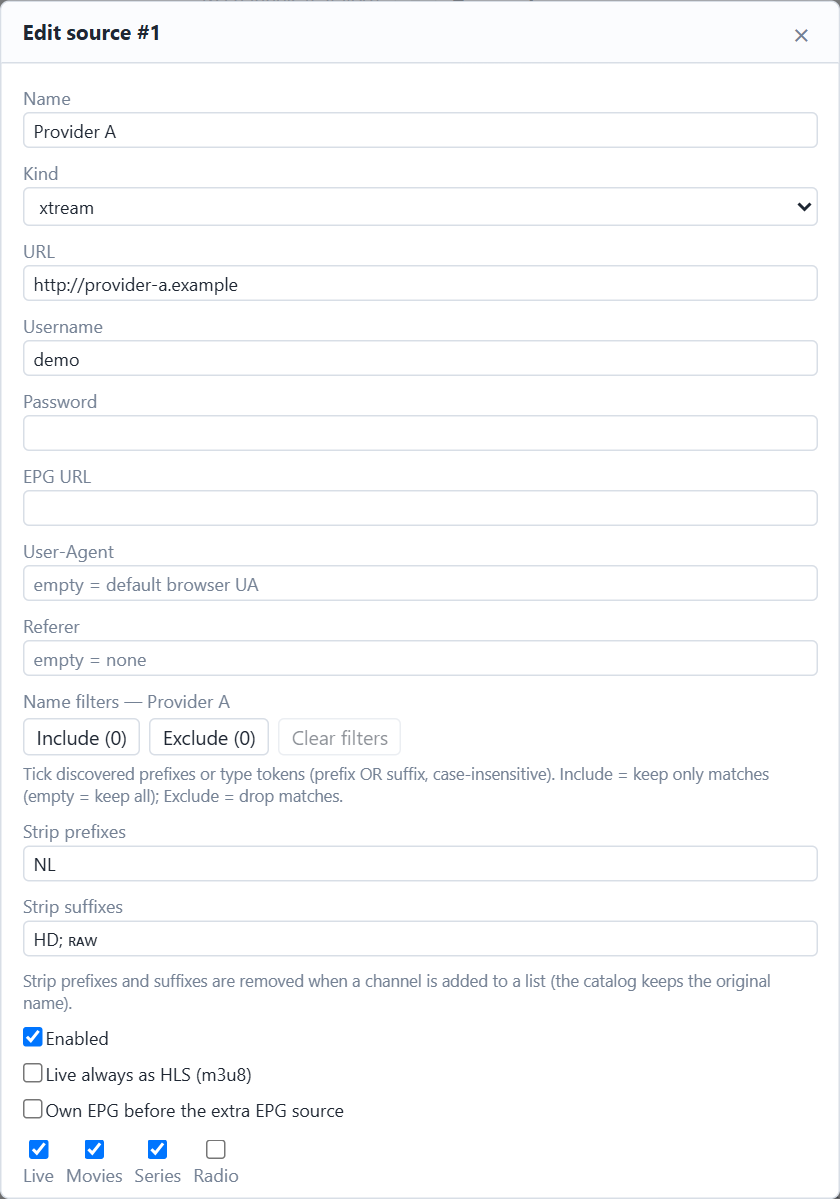 Edit source #1
×
Name
Provider A
Kind
xtream
URL
http://provider-a.example
Username
demo
Password
EPG URL
User-Agent
empty = default browser UA
Referer
empty = none
Name filters — Provider A
Include (0) Exclude (0) Clear filters
Tick discovered prefixes or type tokens (prefix OR suffix, case-insensitive). Include = keep only matches
(empty = keep all); Exclude = drop matches.
Strip prefixes
NL
Strip suffixes
HD; ʀᴀᴡ
Strip prefixes and suffixes are removed when a channel is added to a list (the catalog keeps the original
name).
Enabled
Live always as HLS (m3u8)
Own EPG before the extra EPG source
Live Movies Series Radio